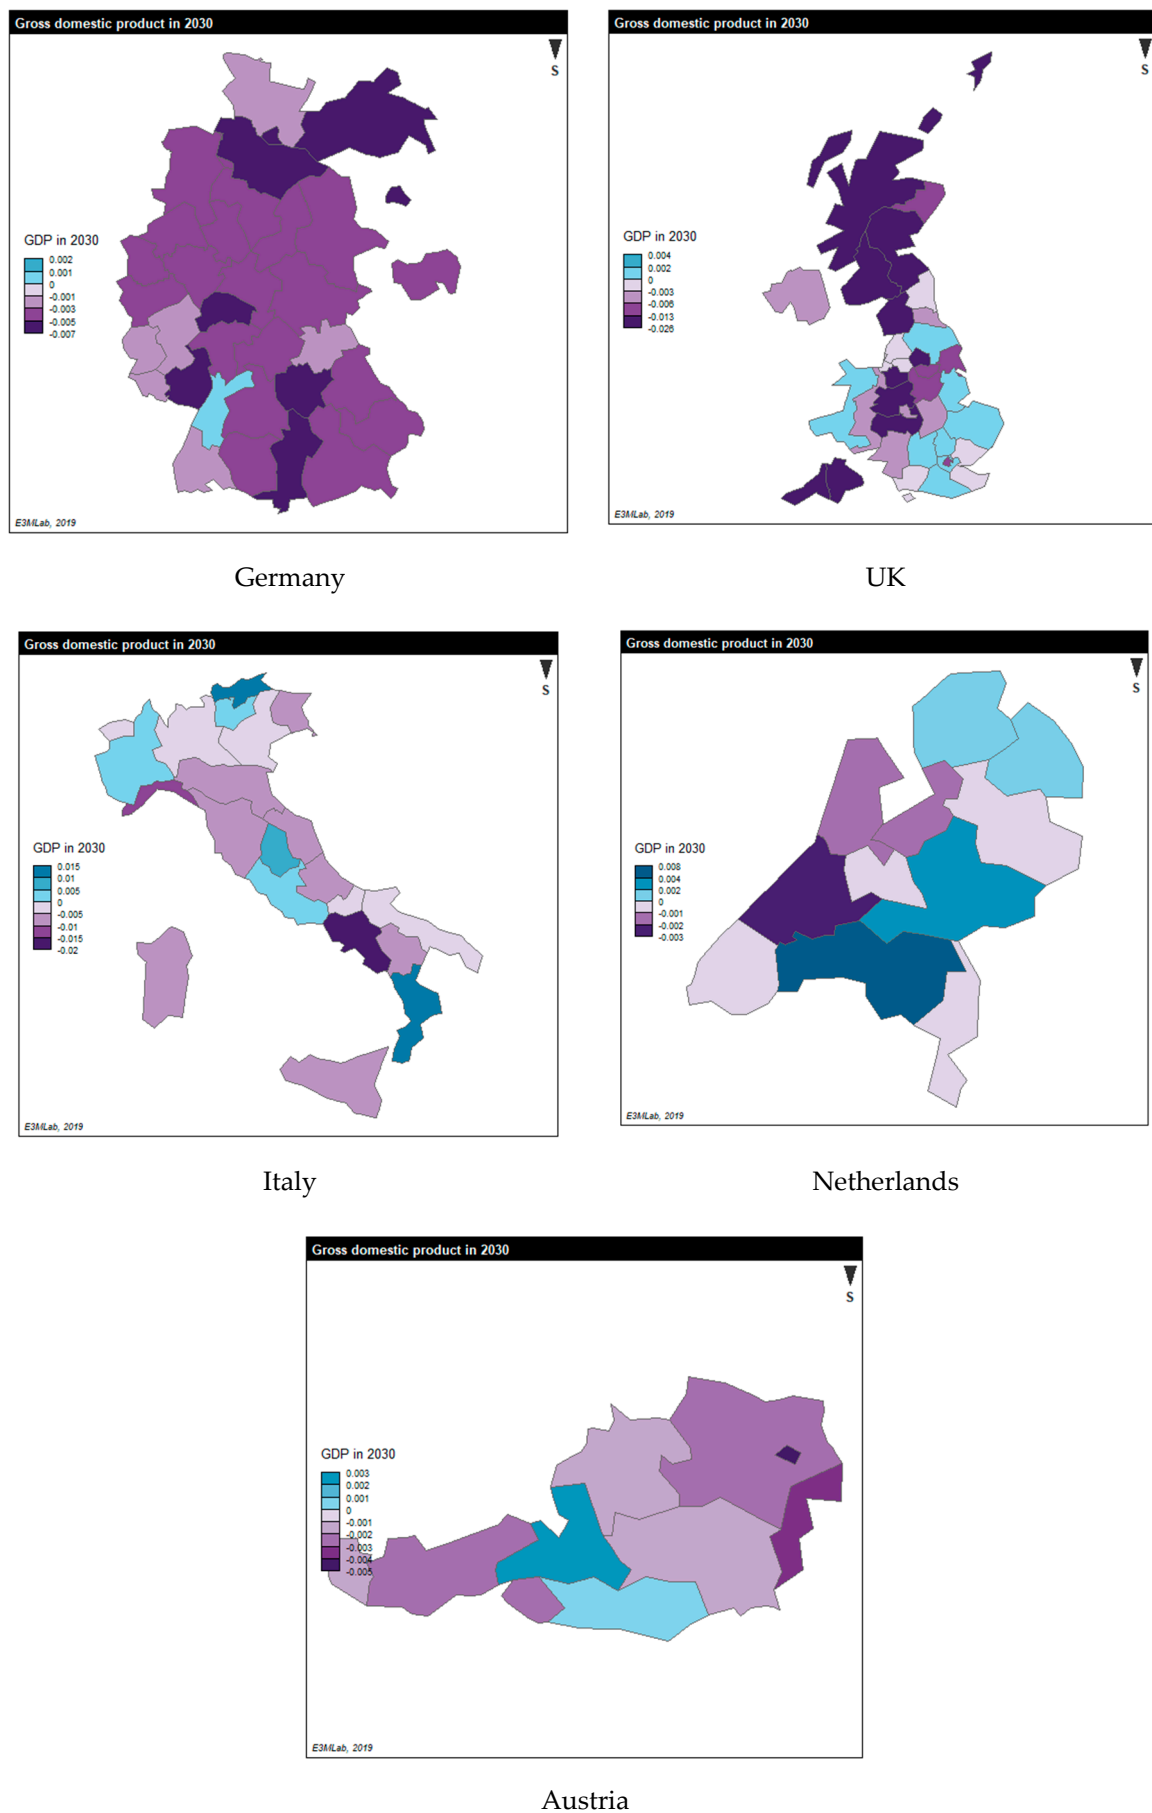 Gross domestic product in 2030
S
GDP in 2030
0.002
0.001
0
-0.001
-0.003
-0.005
-0.007
E3MLab, 2019
Germany
Gross domestic product in 2030
S
GDP in 2030
0.004
0.002
0
-0.003
-0.006
-0.013
-0.026
E3MLab, 2019
UK
Gross domestic product in 2030
S
GDP in 2030
0.015
0.01
0.005
0
-0.005
-0.01
-0.015
-0.02
E3MLab, 2019
Italy
Gross domestic product in 2030
S
GDP in 2030
0.008
0.004
0.002
0
-0.001
-0.002
-0.003
E3MLab, 2019
Netherlands
Gross domestic product in 2030
S
GDP in 2030
0.003
0.002
0.001
0
-0.001
-0.002
-0.003
-0.004
-0.005
E3MLab, 2019
Austria